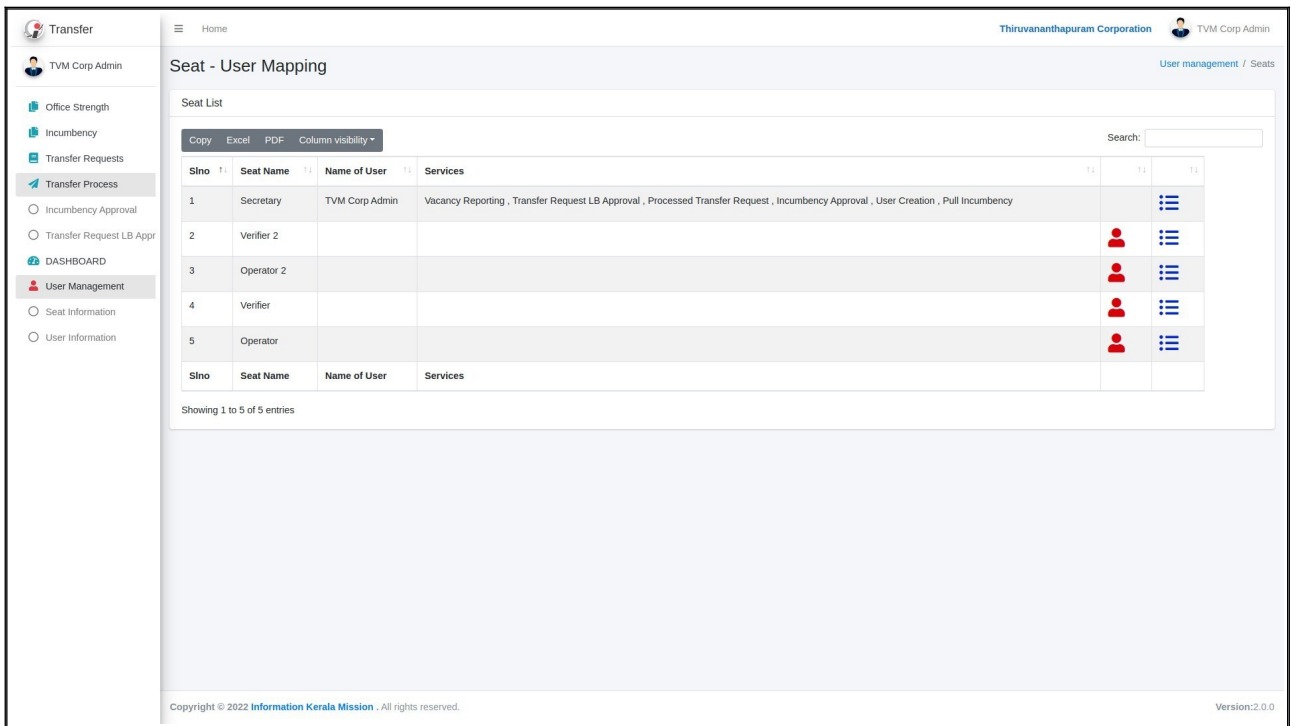 Transfer
Home
Thiruvananthapuram Corporation
TVM Corp Admin
TVM Corp Admin
Office Strength
Incumbency
Transfer Requests
Transfer Process
Incumbency Approval
Transfer Request LB Appr
DASHBOARD
User Management
Seat Information
User Information
Seat - User Mapping
User management / Seats
Seat List
Copy Excel PDF Column visibility
Search:
Slno Seat Name Name of User Services
1 Secretary TVM Corp Admin Vacancy Reporting , Transfer Request LB Approval , Processed Transfer Request , Incumbency Approval , User Creation , Pull Incumbency
2 Verifier 2
3 Operator 2
4 Verifier
5 Operator
Slno Seat Name Name of User Services
Showing 1 to 5 of 5 entries
Copyright © 2022 Information Kerala Mission . All rights reserved.
Version:2.0.0